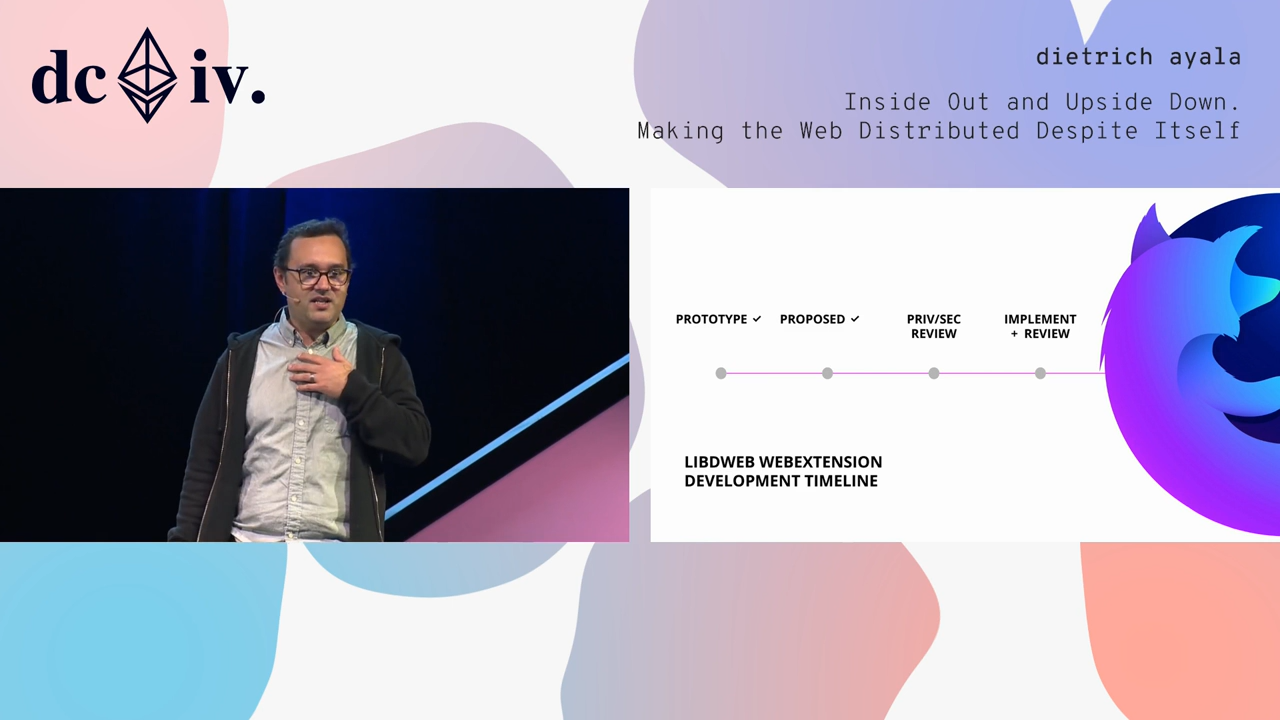 dc iv.
dietrich ayala
Inside Out and Upside Down.
Making the Web Distributed Despite Itself
PROTOTYPE ✓
PROPOSED ✓
PRIV/SEC
REVIEW
IMPLEMENT
+ REVIEW
LIBDWEB WEBEXTENSION
DEVELOPMENT TIMELINE